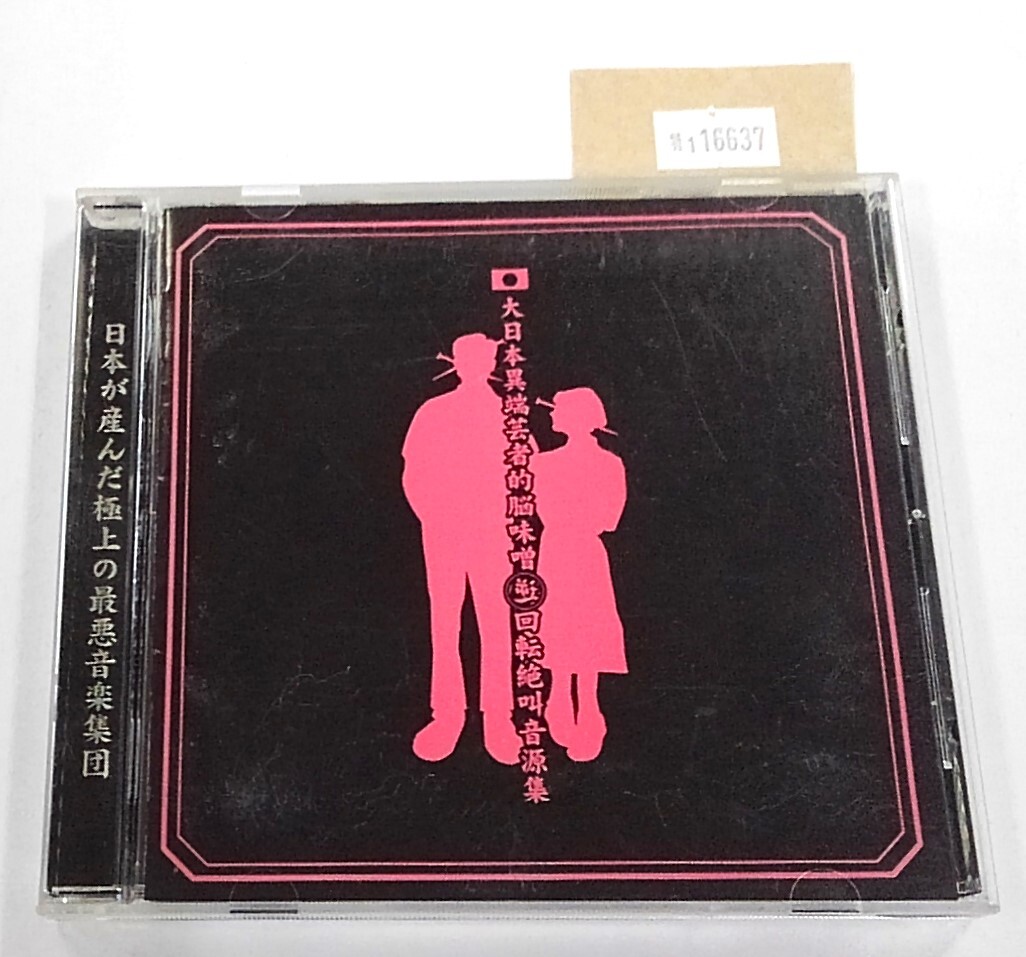 116637
大日本異端芸者的脳味噌逆回転絶叫音源集
日本が産んだ極上の最悪音楽集団